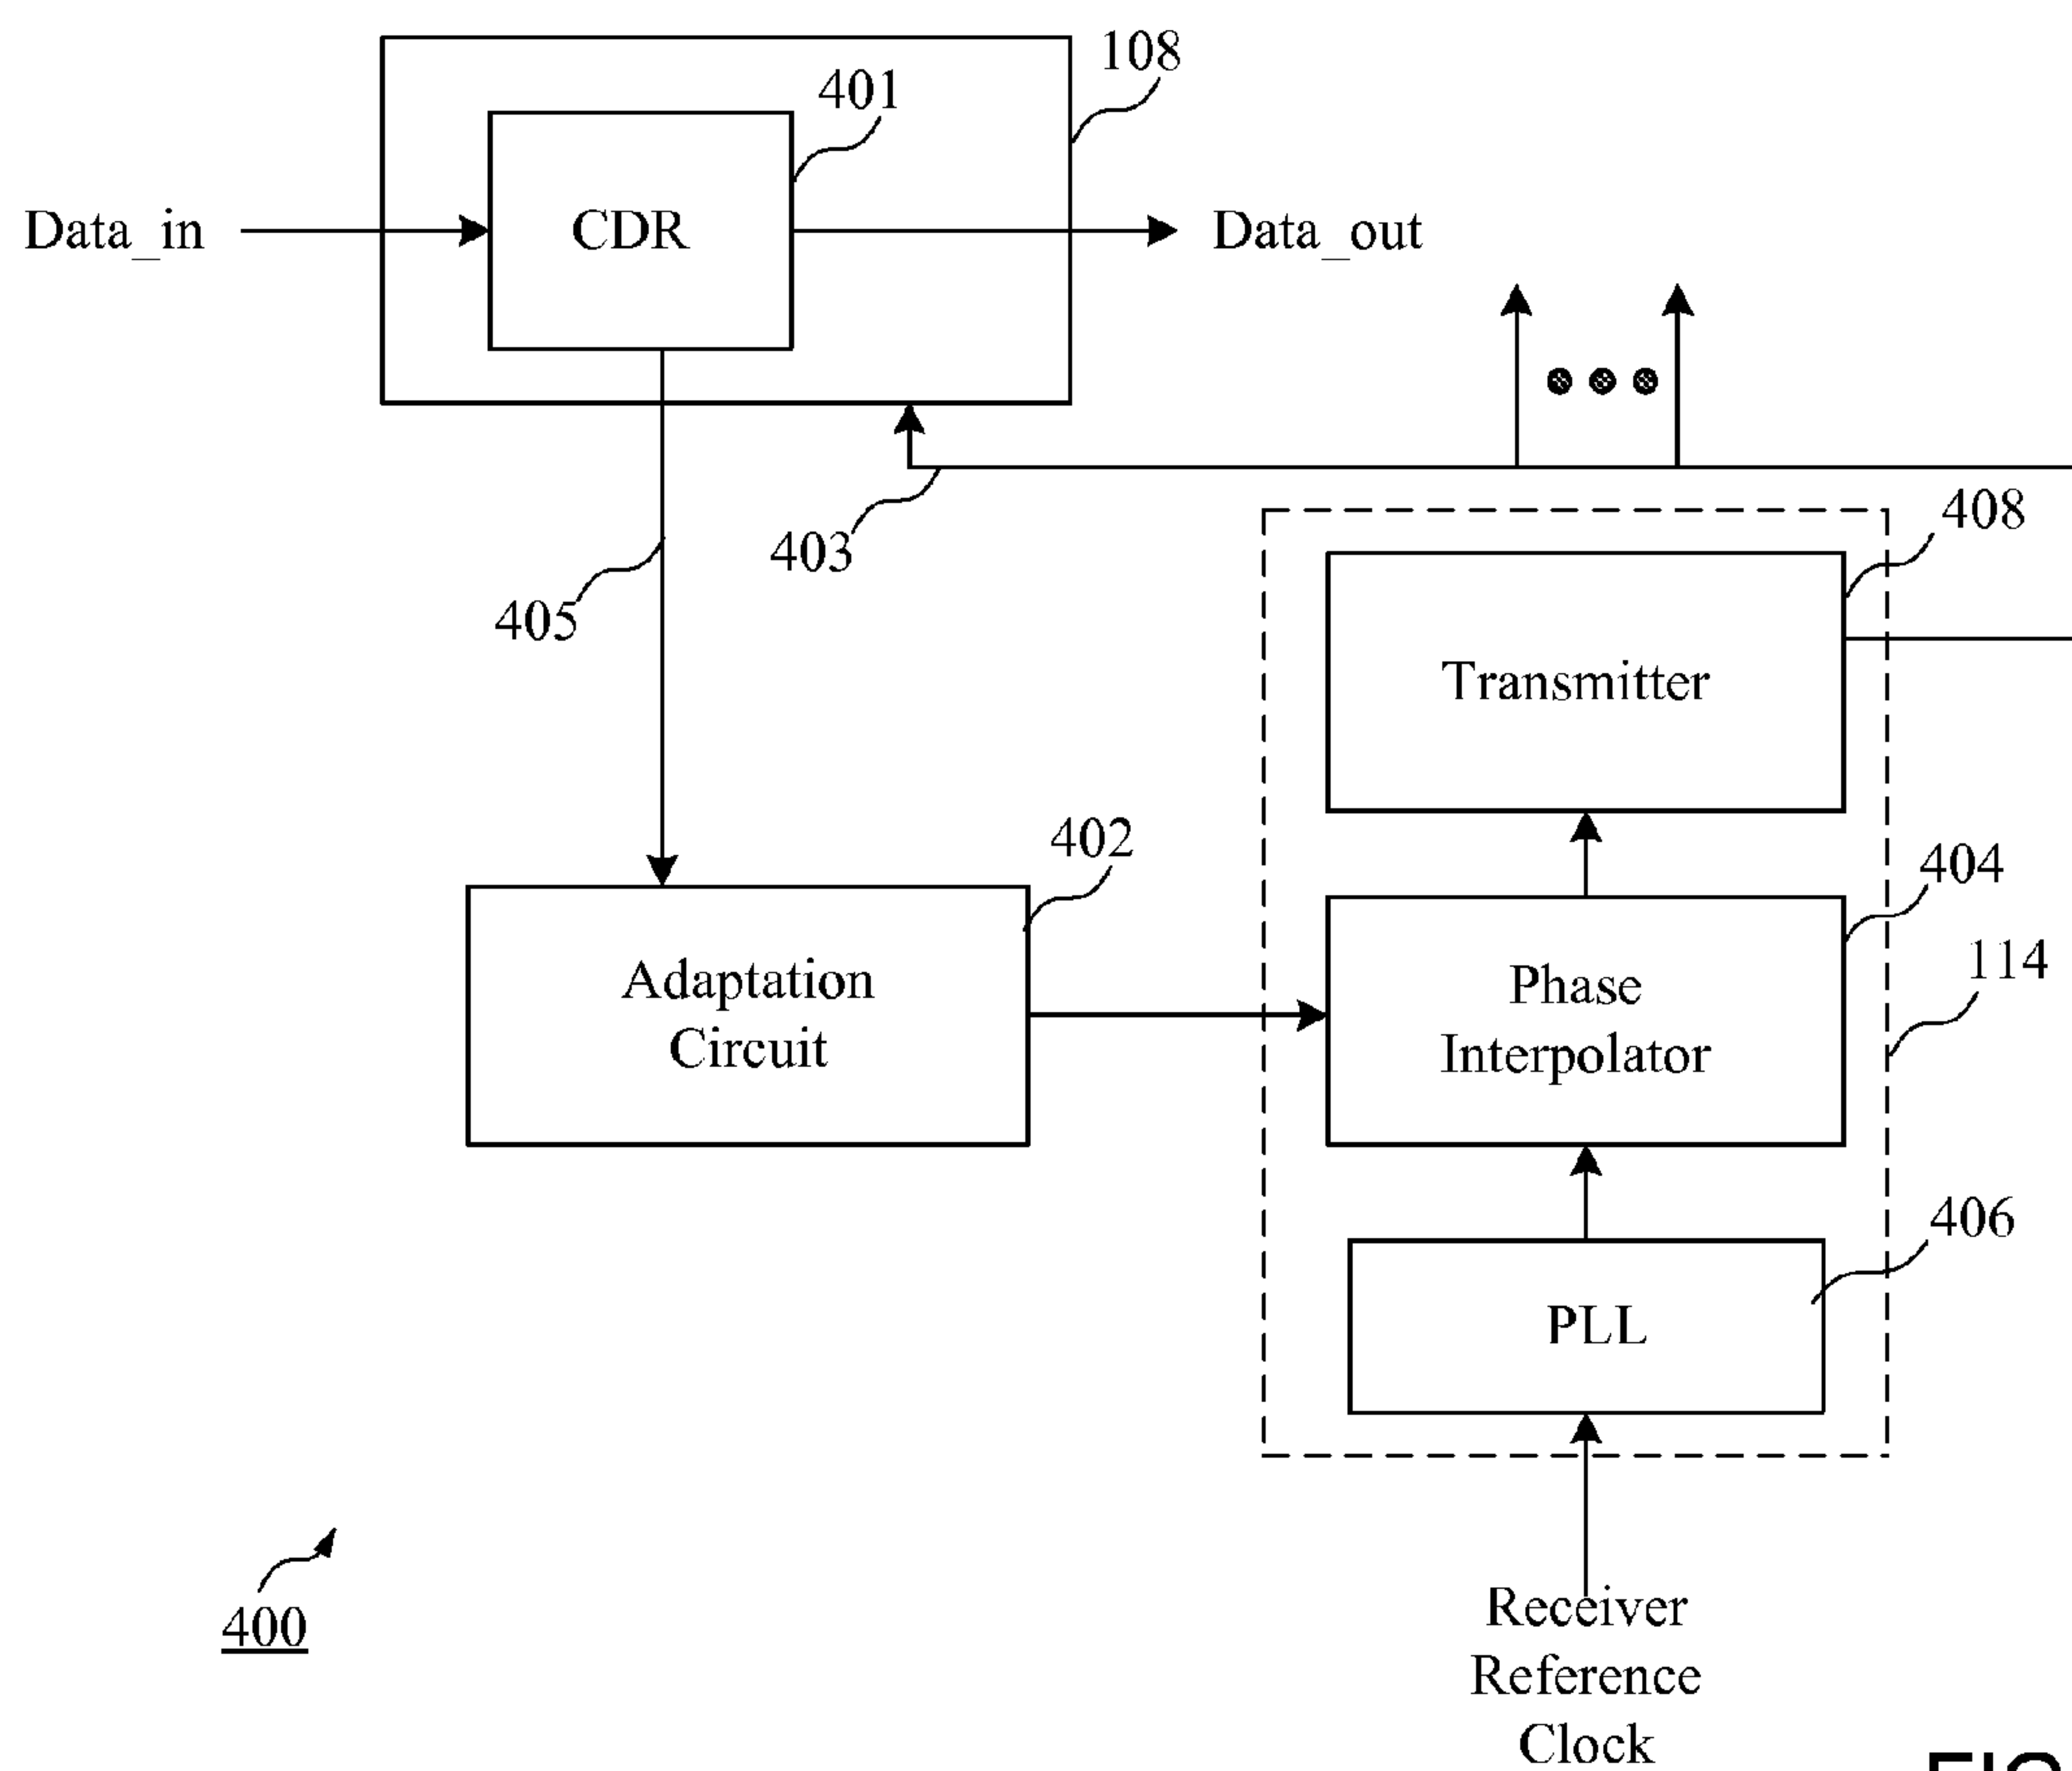 108
401
Data_in
CDR
Data_out
403
408
405
Transmitter
402
404
Adaptation
Circuit
Phase
Interpolator
114
406
PLL
400
Receiver
Reference
Clock